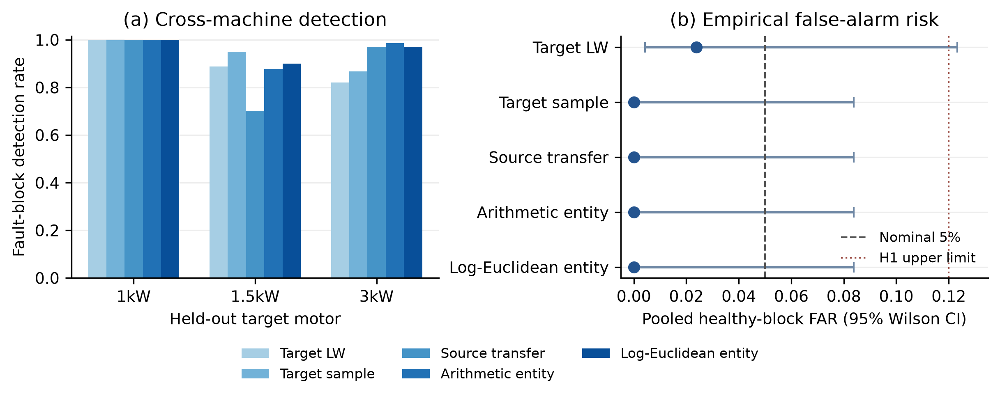 (a) Cross-machine detection
Fault-block detection rate
1.0
0.8
0.6
0.4
0.2
0.0
1kW 1.5kW 3kW
Held-out target motor
(b) Empirical false-alarm risk
Target LW
Target sample
Source transfer
Arithmetic entity
Log-Euclidean entity
Nominal 5%
H1 upper limit
0.00 0.02 0.04 0.06 0.08 0.10 0.12
Pooled healthy-block FAR (95% Wilson CI)
Target LW
Target sample
Source transfer
Arithmetic entity
Log-Euclidean entity